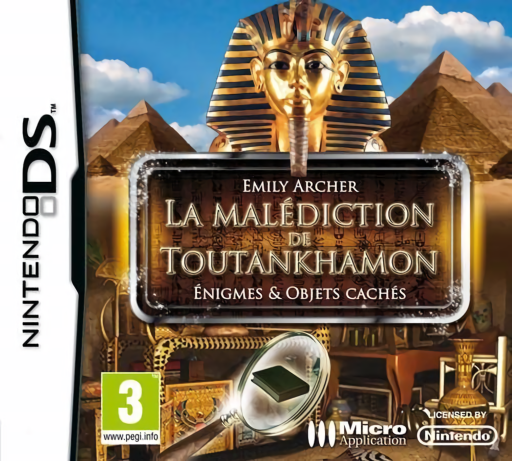 NINTENDO DS™
EMILY ARCHER
LA MALÉDICTION
DE
TOUTANKHAMON
ÉNIGMES & OBJETS CACHÉS
3
www.pegi.info
Micro
Application
LICENSED BY
Nintendo®